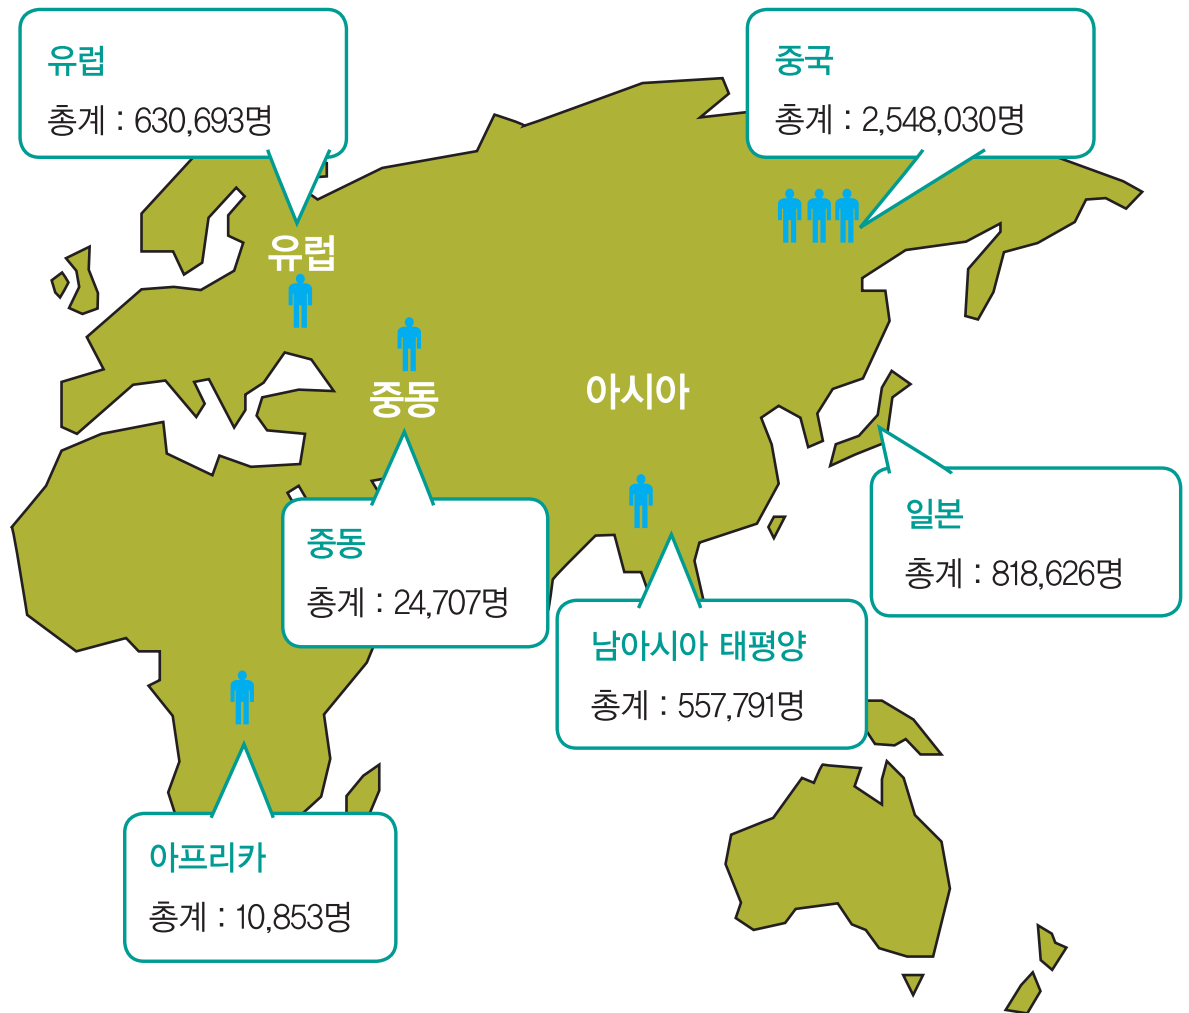 유럽
총계 : 630,693명
중국
총계 : 2,548,030명
유럽
중동
아시아
일본
총계 : 818,626명
중동
총계 : 24,707명
남아시아 태평양
총계 : 557,791명
아프리카
총계 : 10,853명